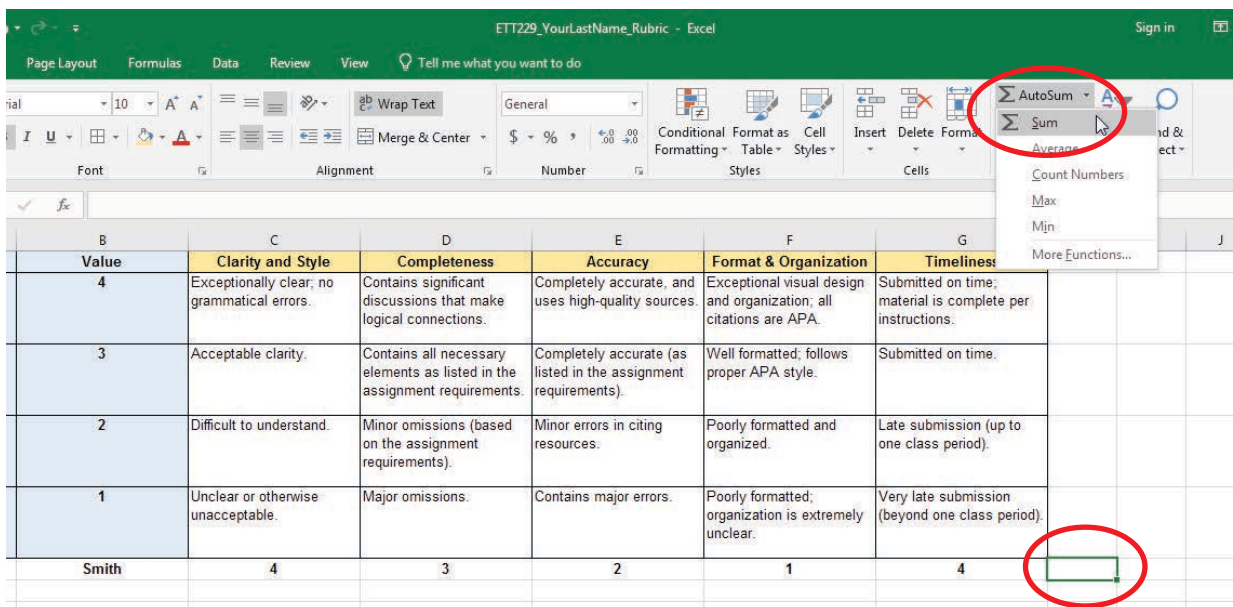 ETT229_YourLastName_Rubric - Excel
Sign in
Page Layout Formulas Data Review View Tell me what you want to do
10 A A Wrap Text General AutoSum
I U A Merge & Center $ % , .0 .00 .00 .0 Conditional Format as Cell Insert Delete Format Sum
Formatting Table Styles Average
Font Alignment Number Styles Cells Count Numbers
Max
Min
More Functions...
fx
B C D E F G J
Value Clarity and Style Completeness Accuracy Format & Organization
4 Exceptionally clear; no Contains significant Completely accurate, and Exceptional visual design Submitted on time;
grammatical errors. discussions that make uses high-quality sources. and organization; all material is complete per
logical connections. citations are APA. instructions.
3 Acceptable clarity. Contains all necessary Completely accurate (as Well formatted; follows Submitted on time.
elements as listed in the listed in the assignment proper APA style.
assignment requirements. requirements).
2 Difficult to understand. Minor omissions (based Minor errors in citing Poorly formatted and Late submission (up to
on the assignment resources. organized. one class period).
requirements).
1 Unclear or otherwise Major omissions. Contains major errors. Poorly formatted; Very late submission
unacceptable. organization is extremely (beyond one class period).
unclear.
Smith 4 3 2 1 4